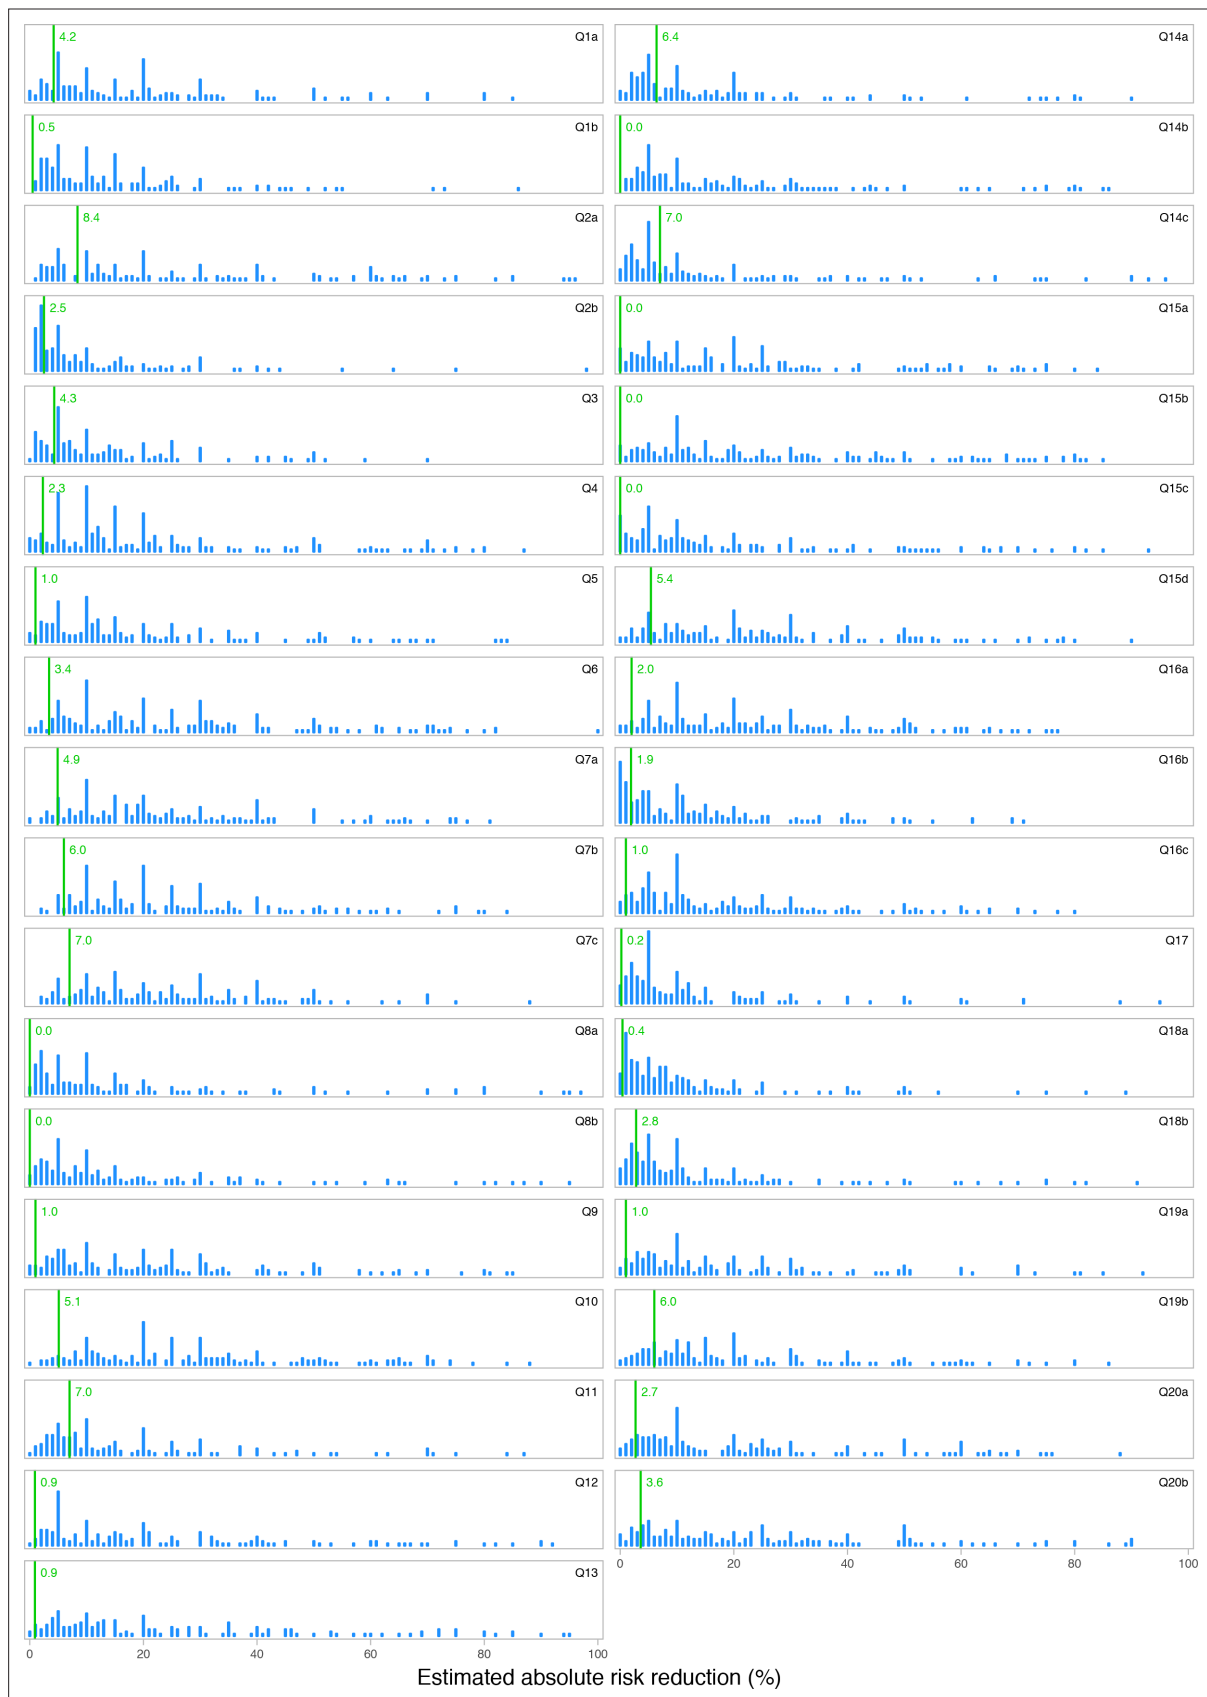 4.2 Q1a
0.5 Q1b
8.4 Q2a
2.5 Q2b
4.3 Q3
2.3 Q4
1.0 Q5
3.4 Q6
4.9 Q7a
6.0 Q7b
7.0 Q7c
0.0 Q8a
0.0 Q8b
1.0 Q9
5.1 Q10
7.0 Q11
0.9 Q12
0.9 Q13
0 20 40 60 80 100
6.4 Q14a
0.0 Q14b
7.0 Q14c
0.0 Q15a
0.0 Q15b
0.0 Q15c
5.4 Q15d
2.0 Q16a
1.9 Q16b
1.0 Q16c
0.2 Q17
0.4 Q18a
2.8 Q18b
1.0 Q19a
6.0 Q19b
2.7 Q20a
3.6 Q20b
0 20 40 60 80 100
Estimated absolute risk reduction (%)